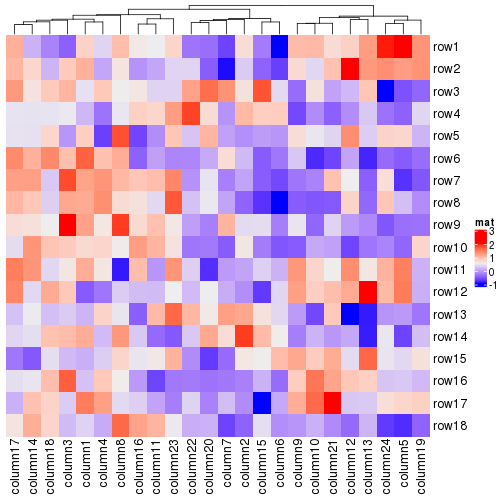 row1
row2
row3
row4
row5
row6
row7
row8
row9
row10
row11
row12
row13
row14
row15
row16
row17
row18
mat
3
2
1
0
-1
column17
column14
column18
column3
column1
column4
column8
column16
column11
column23
column22
column20
column7
column2
column15
column6
column9
column10
column21
column12
column13
column24
column5
column19